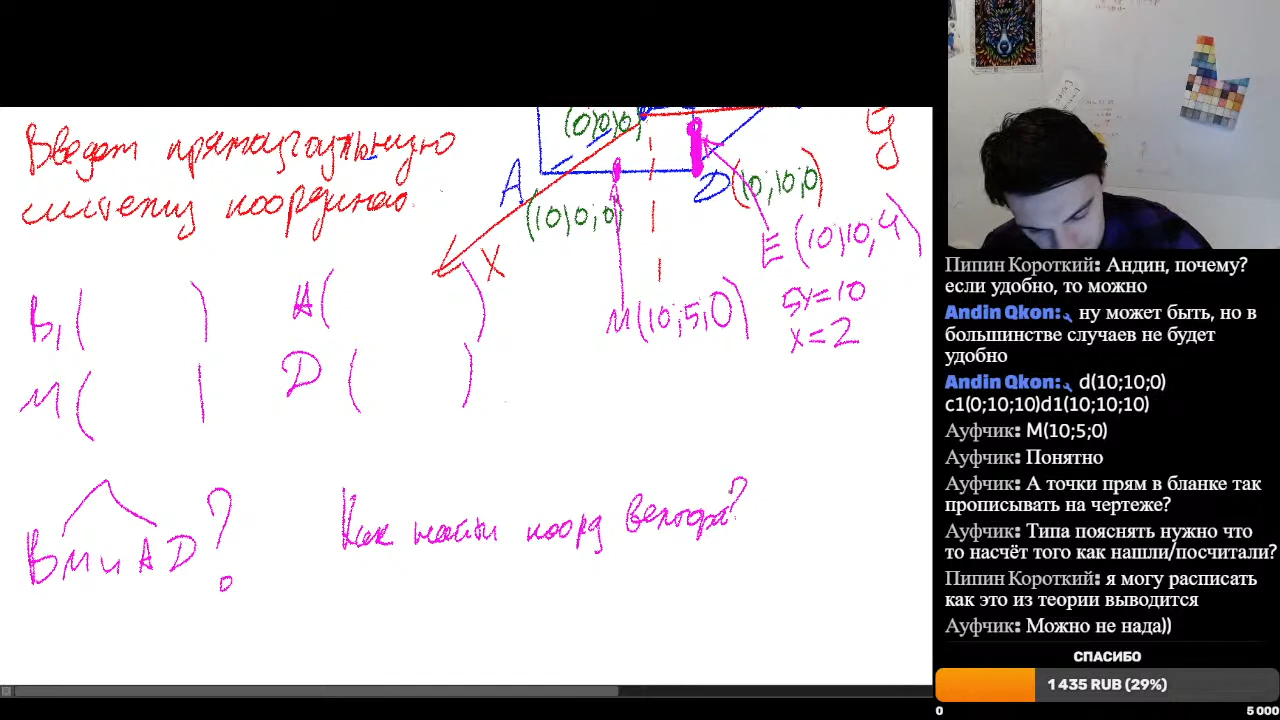 Введём прямоугольную
систему координат.
(0;0;0)
A
(10;0;0)
X
D (10;10;0)
y
E (10;10;4)
5x=10
x=2
M(10;5;0)
B₁( )
A( )
M( )
D( )
BM и AD ?
Как найти коорд вектора?
Пипин Короткий: Андин, почему?
если удобно, то можно
Andin Qkon: ну может быть, но в
большинстве случаев не будет
удобно
Andin Qkon: d(10;10;0)
c1(0;10;10)d1(10;10;10)
Ауфчик: M(10;5;0)
Ауфчик: Понятно
Ауфчик: А точки прям в бланке так
прописывать на чертеже?
Ауфчик: Типа пояснять нужно что
то насчёт того как нашли/посчитали?
Пипин Короткий: я могу расписать
как это из теории выводится
Ауфчик: Можно не нада))
СПАСИБО
1 435 RUB (29%)
0 5 000